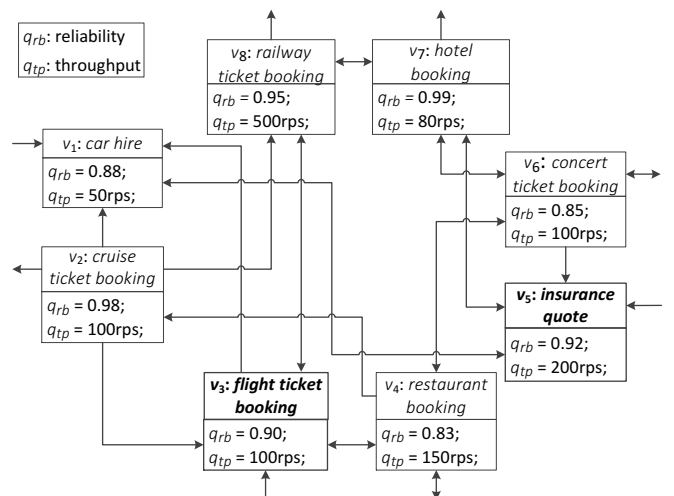 q_rb: reliability
q_tp: throughput
v8: railway
ticket booking
q_rb = 0.95;
q_tp = 500rps;
v7: hotel
booking
q_rb = 0.99;
q_tp = 80rps;
v1: car hire
q_rb = 0.88;
q_tp = 50rps;
v6: concert
ticket booking
q_rb = 0.85;
q_tp = 100rps;
v2: cruise
ticket booking
q_rb = 0.98;
q_tp = 100rps;
v5: insurance
quote
q_rb = 0.92;
q_tp = 200rps;
v3: flight ticket
booking
q_rb = 0.90;
q_tp = 100rps;
v4: restaurant
booking
q_rb = 0.83;
q_tp = 150rps;